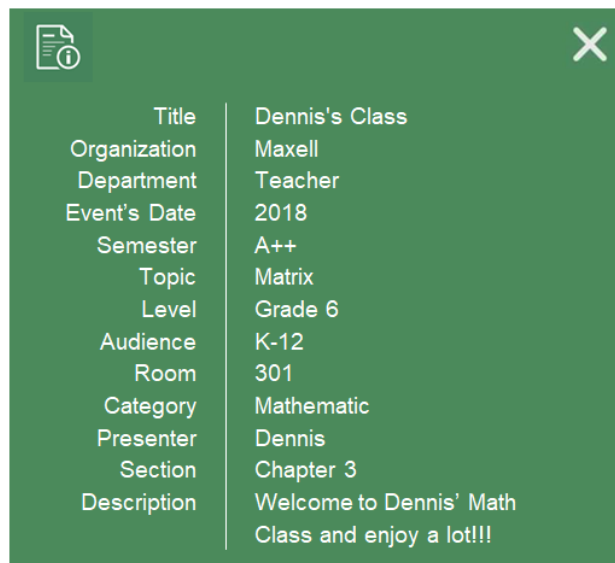 Title Dennis's Class
Organization Maxell
Department Teacher
Event’s Date 2018
Semester A++
Topic Matrix
Level Grade 6
Audience K-12
Room 301
Category Mathematic
Presenter Dennis
Section Chapter 3
Description Welcome to Dennis’ Math
Class and enjoy a lot!!!